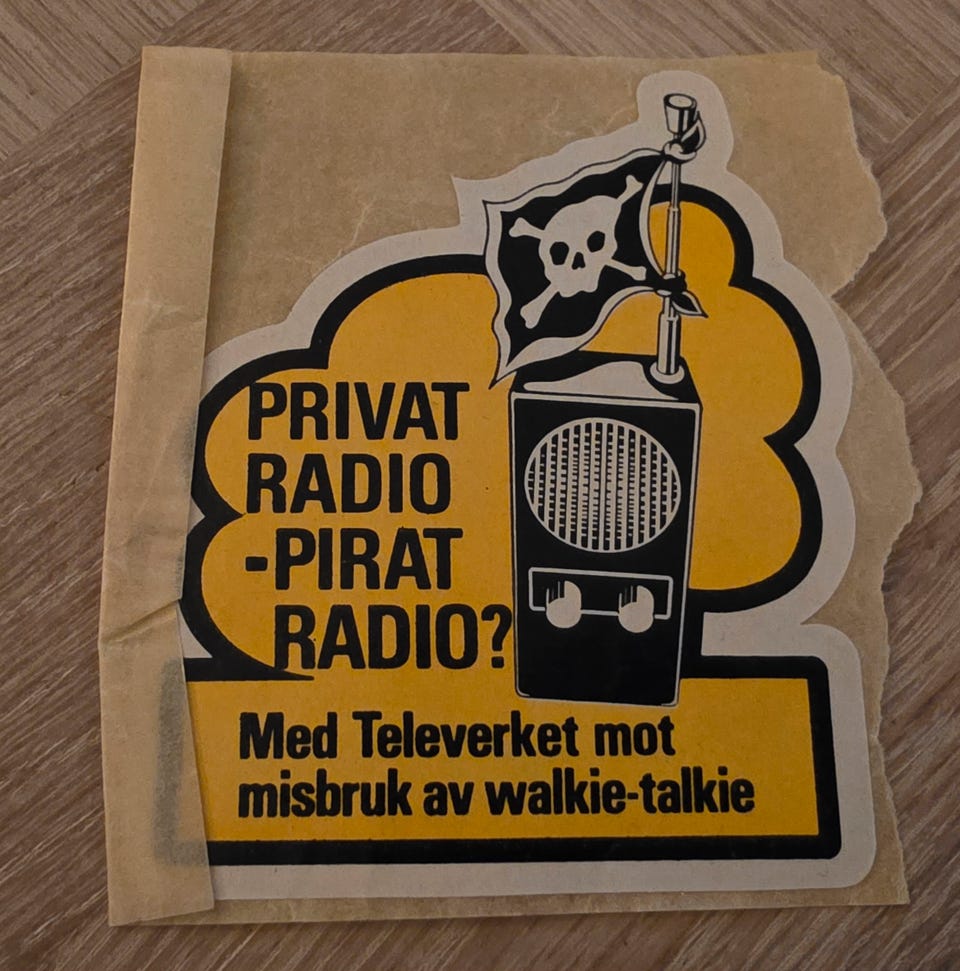 PRIVAT
RADIO
-PIRAT
RADIO?
Med Televerket mot
misbruk av walkie-talkie